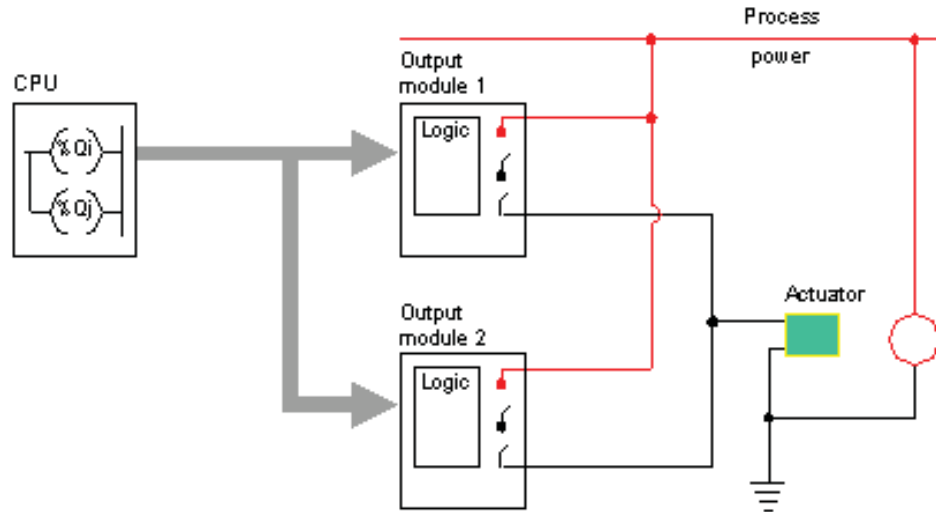 Process
power
CPU
%Qi
%Qj
Output
module 1
Logic
Output
module 2
Logic
Actuator